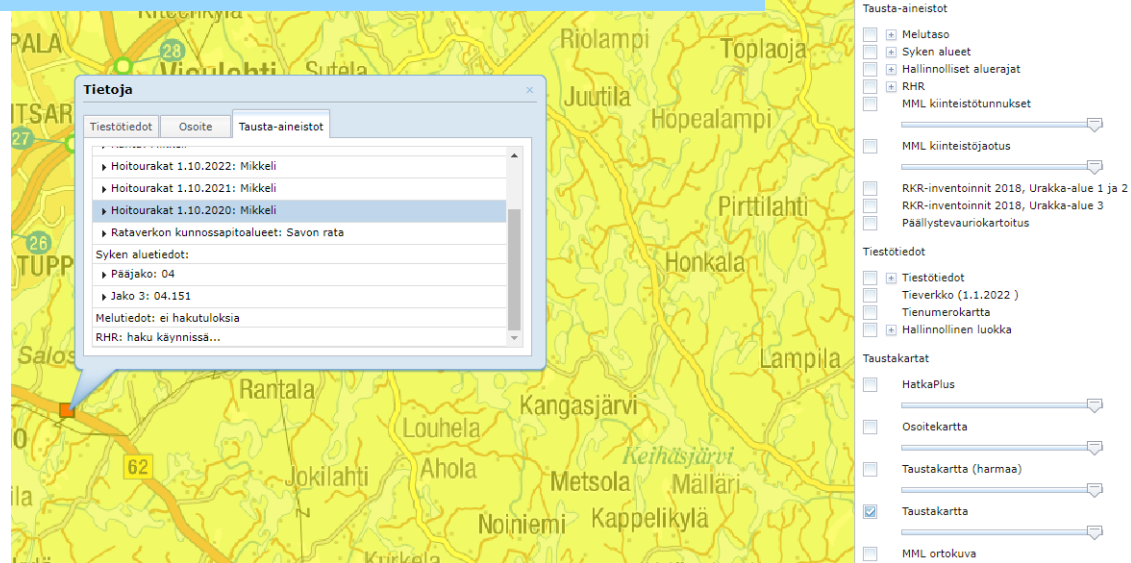 PALA
28
Visulahti
Sutela
Riolampi
Toplaoja
ITSAR
27
Juutila
Hopealampi
Tietoja
×
Tiestötiedot
Osoite
Tausta-aineistot
Hoitourakat 1.10.2022: Mikkeli
Hoitourakat 1.10.2021: Mikkeli
Hoitourakat 1.10.2020: Mikkeli
Rataverkon kunnossapitoalueet: Savon rata
Syken aluetiedot:
Pääjako: 04
Jako 3: 04.151
Melutiedot: ei hakutuloksia
RHR: haku käynnissä...
Pirttilahti
26
TUPP
Honkala
Salos
Lampila
Rantala
Kangasjärvi
0
Louhela
62
Jokilahti
Ahola
Keihäsjärvi
Metsola
Mälläri
ila
Noiniemi
Kappelikylä
Kurkela
Tausta-aineistot
Melutaso
Syken alueet
Hallinnolliset aluerajat
RHR
MML kiinteistötunnukset
MML kiinteistöjaotus
RKR-inventoinnit 2018, Urakka-alue 1 ja 2
RKR-inventoinnit 2018, Urakka-alue 3
Päällystevauriokartoitus
Tiestötiedot
Tiestötiedot
Tieverkko (1.1.2022 )
Tienumerokartta
Hallinnollinen luokka
Taustakartat
HatkaPlus
Osoitekartta
Taustakartta (harmaa)
Taustakartta
MML ortokuva